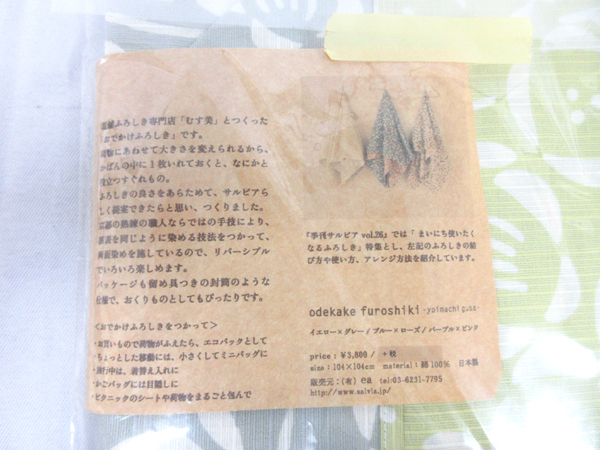 ふろしき専門店「むす美」とつくった
おでかけふろしき」です。
にあわせて大きさを変えられるから、
ばんの中に1枚いれておくと、なにかと
立つすぐれもの。
ふろしきの良さをあらためて、サルビアら
しく提案できたらと思い、つくりました。
の熟練の職人ならではの手技により、
を同じように染める技法をつかって、
染めを施しているので、リバーシブル
でいろいろ楽しめます。
パッケージも留め具つきの封筒のような
仕様で、おくりものとしてもぴったりです。
<おでかけふろしきをつかって>
・お買いもので荷物がふえたら、エコバックとして
・ちょっとした移動には、小さくしてミニバッグに
・旅行中は、着替え入れに
・かごバッグには目隠しに
・ピクニックのシートや荷物をまるごと包んで
『季刊サルビア vol.26』では「まいにち使いたく
なるふろしき」特集とし、左記のふろしきの結
び方や使い方、アレンジ方法を紹介しています。
odekake furoshiki -yoimachigusa-
イエロー×グレー / ブルー×ローズ / パープル×ピンク
price : ¥3,800 / +税
size : 104×104cm material : 綿100% 日本製
販売元 : (有) ea tel:03-6231-7795
http://www.salvia.jp/